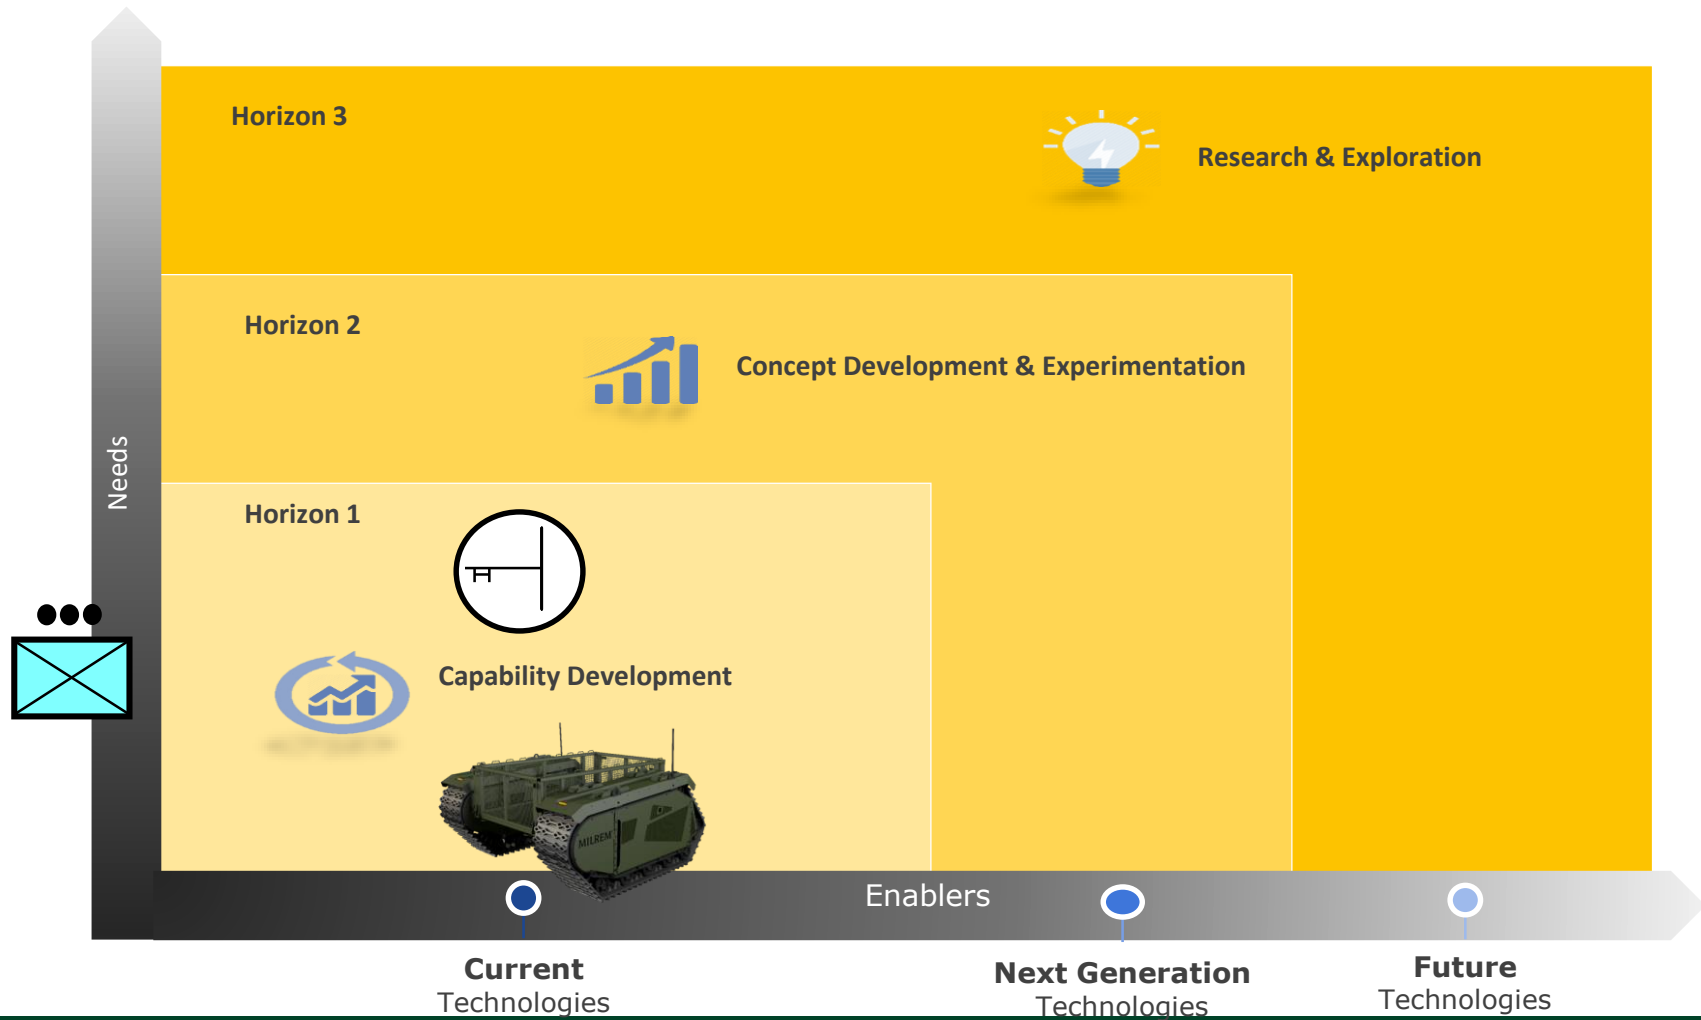 Horizon 3
Research & Exploration
Horizon 2
Concept Development & Experimentation
Needs
Horizon 1
Capability Development
MILREM
Enablers
Current
Technologies
Next Generation
Technologies
Future
Technologies